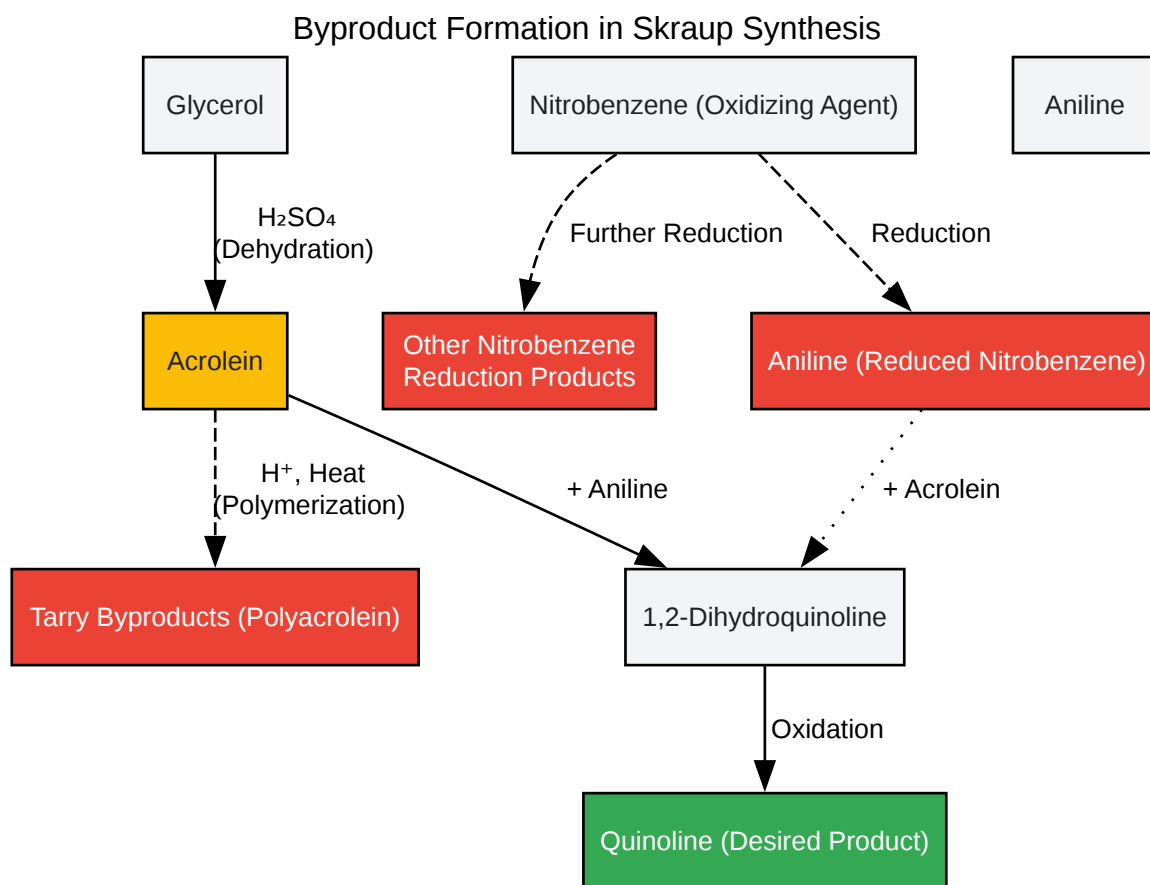 Byproduct Formation in Skraup Synthesis
Glycerol
Nitrobenzene (Oxidizing Agent)
Aniline
H₂SO₄
(Dehydration)
Further Reduction
Reduction
Acrolein
Other Nitrobenzene
Reduction Products
Aniline (Reduced Nitrobenzene)
H⁺, Heat
(Polymerization)
+ Aniline
+ Acrolein
Tarry Byproducts (Polyacrolein)
1,2-Dihydroquinoline
Oxidation
Quinoline (Desired Product)